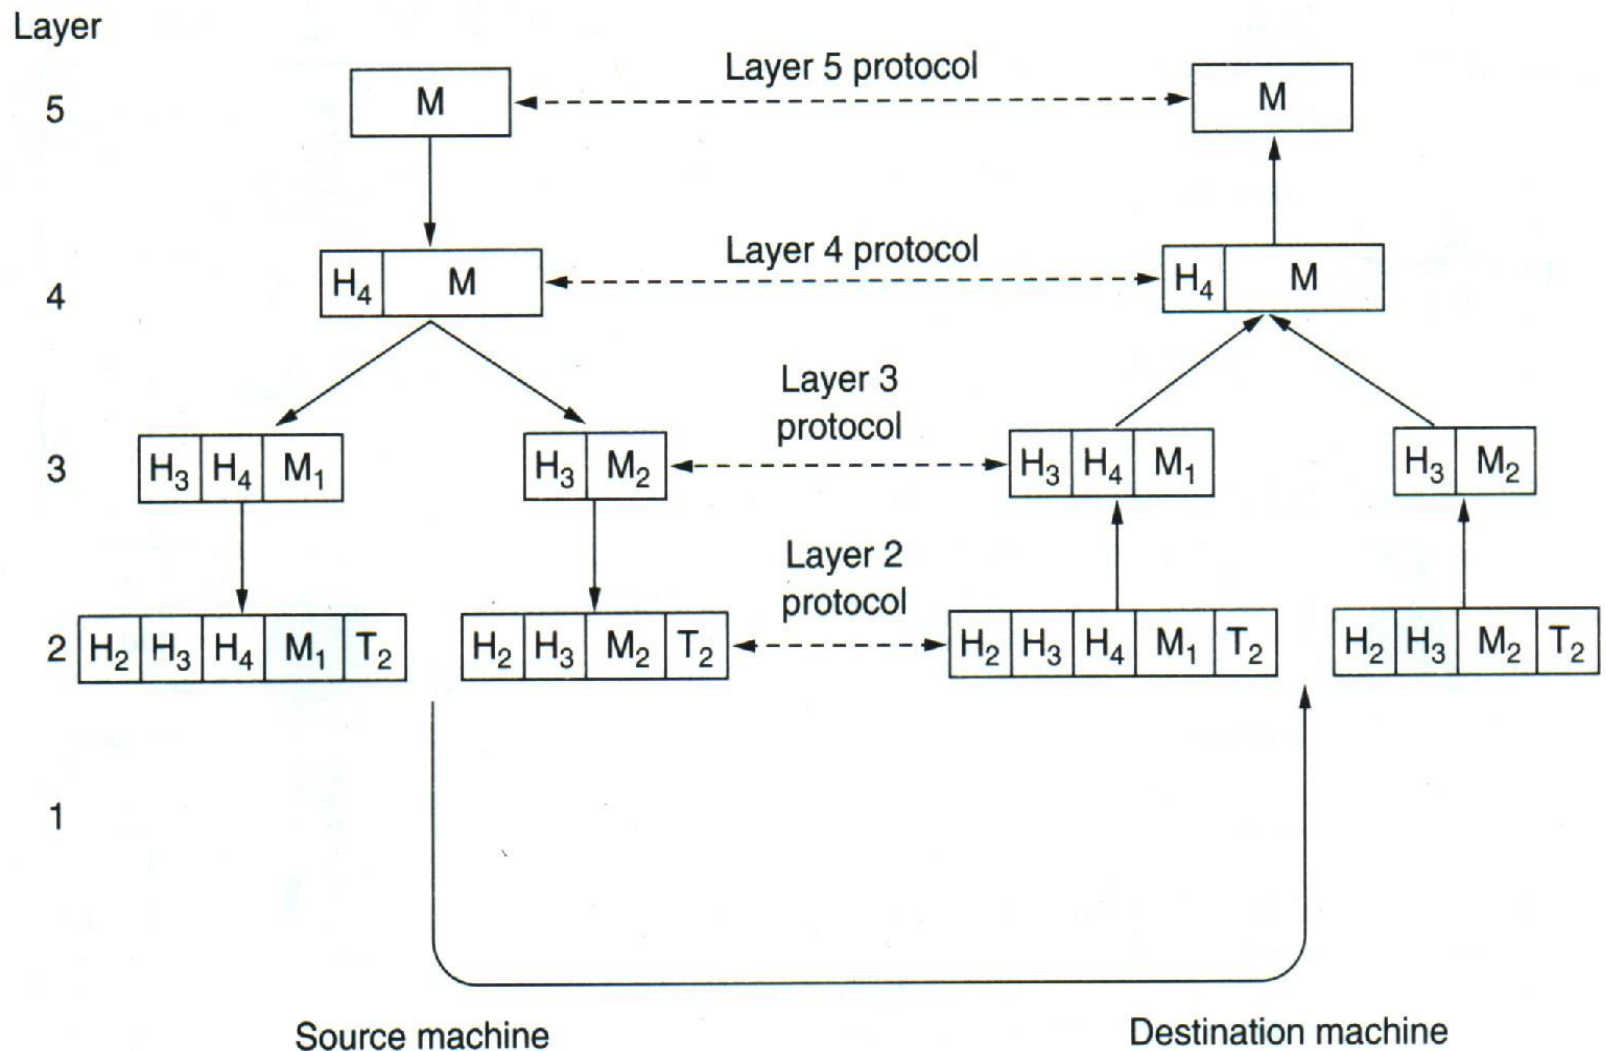 Layer
Layer 5 protocol
5 M M
Layer 4 protocol
4 H₄ M H₄ M
Layer 3
protocol
3 H₃ H₄ M₁ H₃ M₂ H₃ H₄ M₁ H₃ M₂
Layer 2
protocol
2 H₂ H₃ H₄ M₁ T₂ H₂ H₃ M₂ T₂ H₂ H₃ H₄ M₁ T₂ H₂ H₃ M₂ T₂
1
Source machine Destination machine